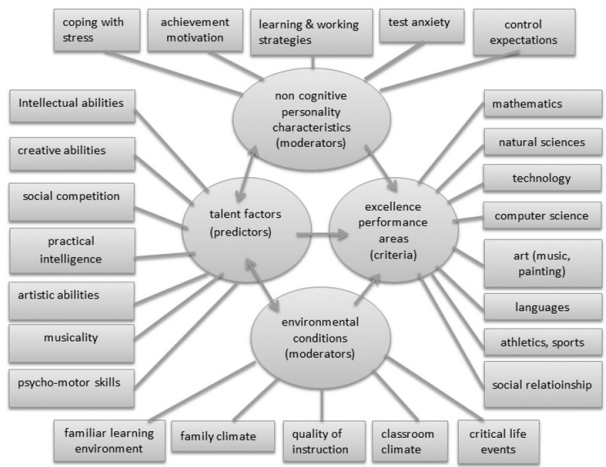 coping with
stress
achievement
motivation
learning & working
strategies
test anxiety
control
expectations
non cognitive
personality
characteristics
(moderators)
Intellectual abilities
creative abilities
social competition
practical
intelligence
artistic abilities
musicality
psycho-motor skills
talent factors
(predictors)
excellence
performance
areas
(criteria)
mathematics
natural sciences
technology
computer science
art (music,
painting)
languages
athletics, sports
social relatioinship
environmental
conditions
(moderators)
familiar learning
environment
family climate
quality of
instruction
classroom
climate
critical life
events